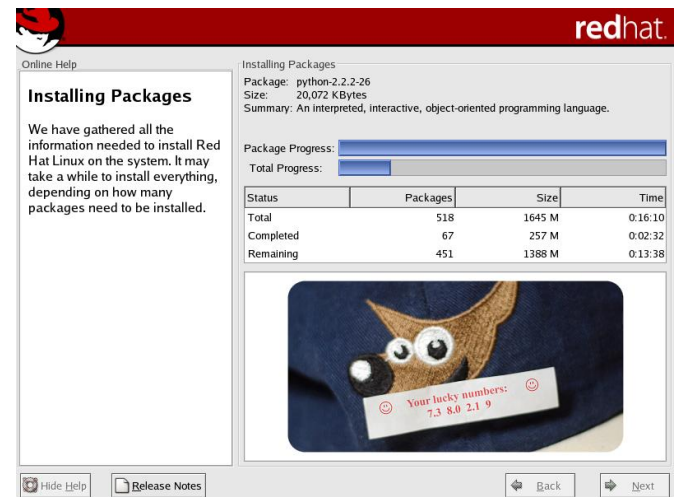 redhat.
Online Help
Installing Packages
We have gathered all the
information needed to install Red
Hat Linux on the system. It may
take a while to install everything,
depending on how many
packages need to be installed.
Installing Packages
Package: python-2.2.2-26
Size: 20,072 KBytes
Summary: An interpreted, interactive, object-oriented programming language.
Package Progress:
Total Progress:
Status Packages Size Time
Total 518 1645 M 0:16:10
Completed 67 257 M 0:02:32
Remaining 451 1388 M 0:13:38
Your lucky numbers:
7.3 8.0 2.1 9
Hide Help Release Notes Back Next